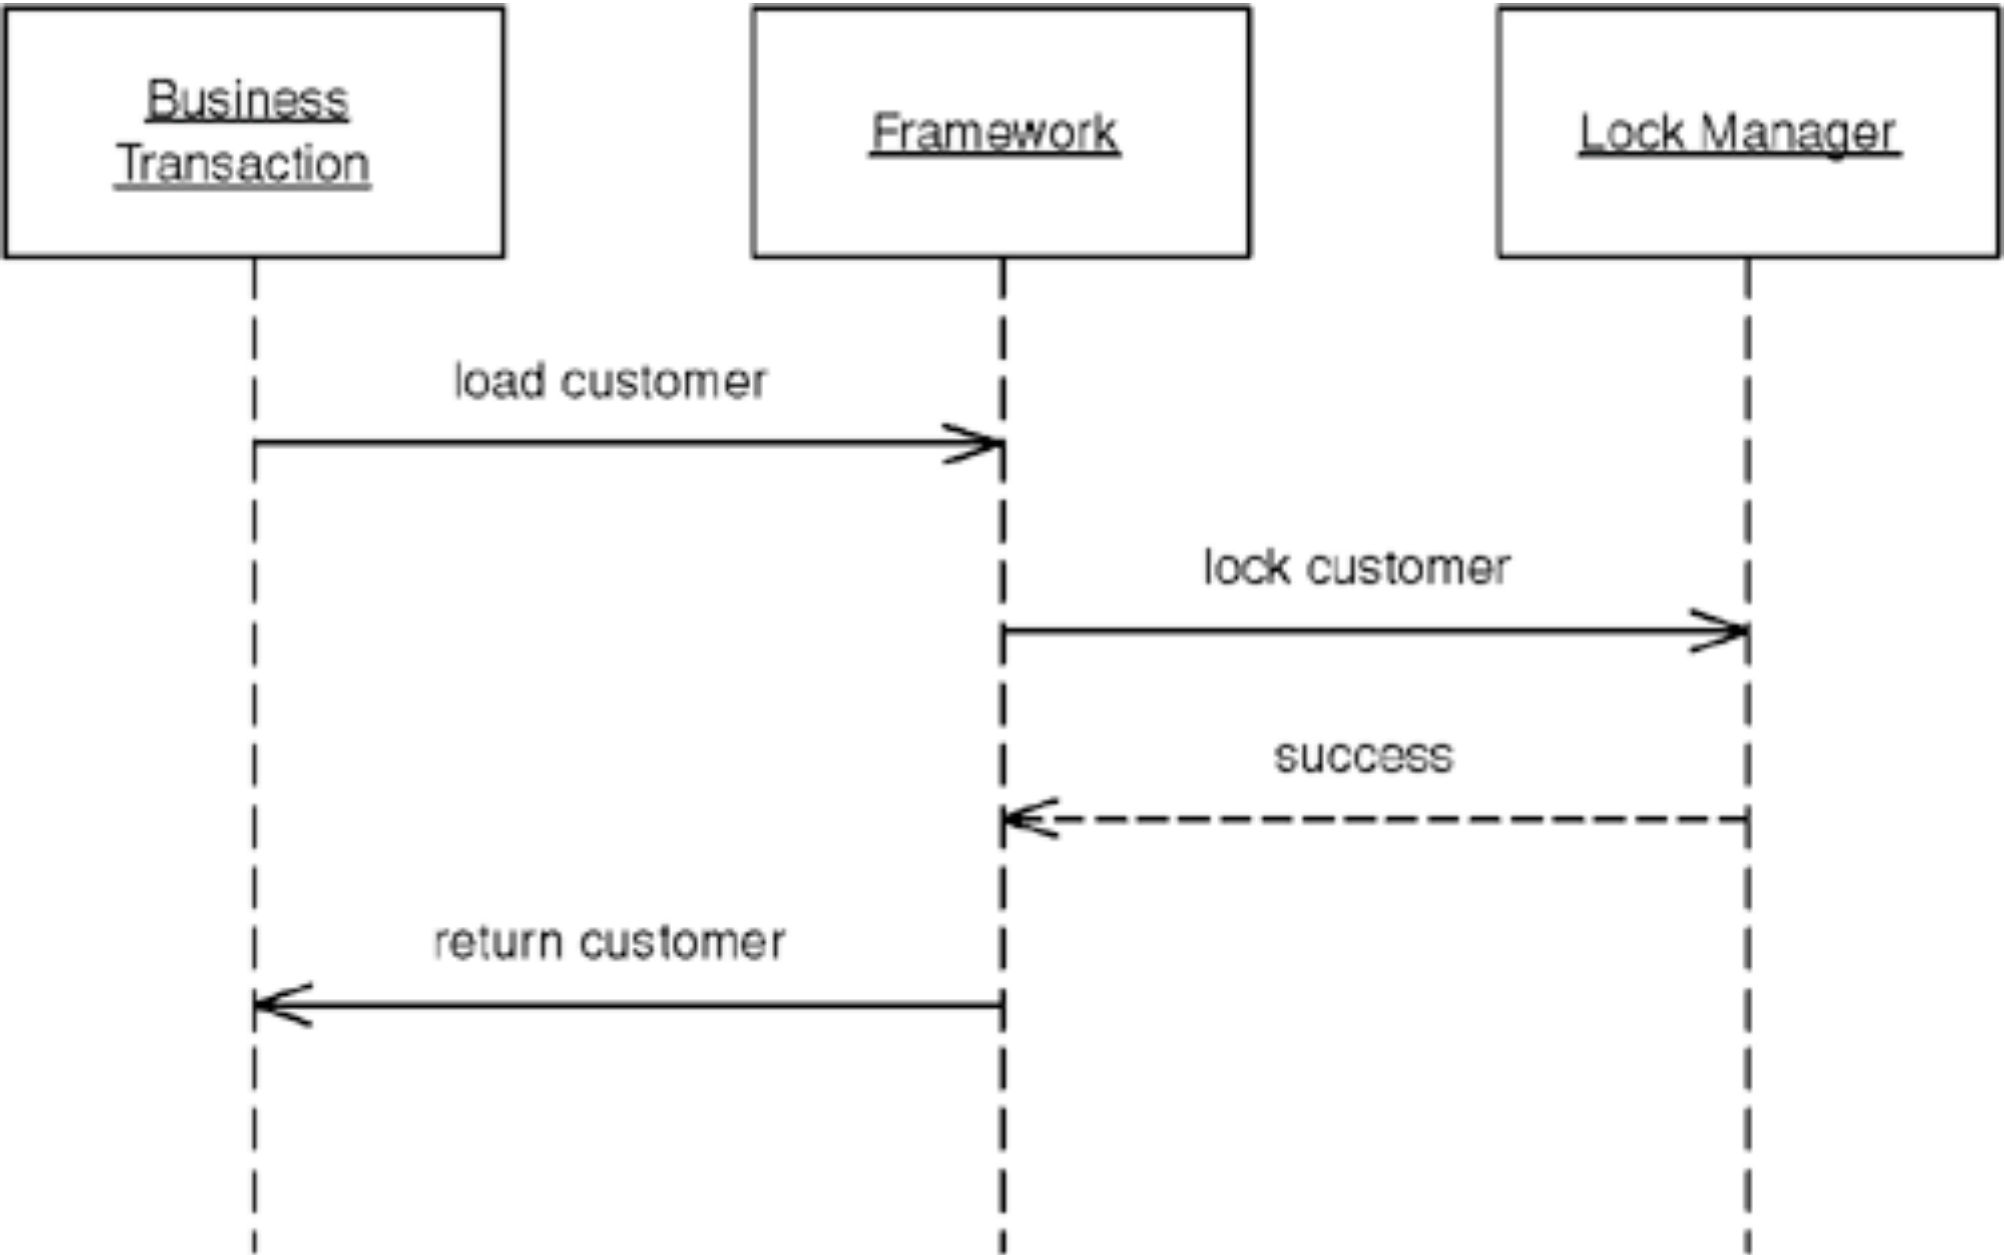 Business
Transaction
Framework
Lock Manager
load customer
lock customer
success
return customer